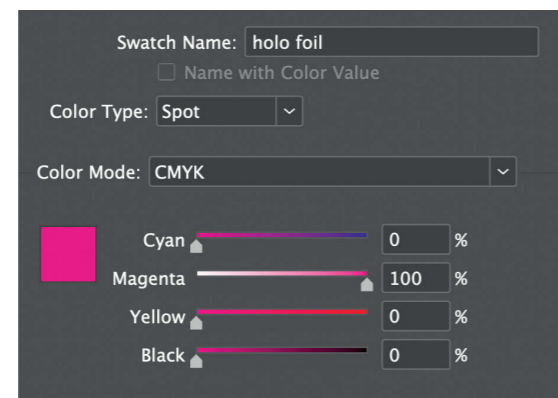 Swatch Name: holo foil
Name with Color Value
Color Type: Spot
Color Mode: CMYK
Cyan 0 %
Magenta 100 %
Yellow 0 %
Black 0 %